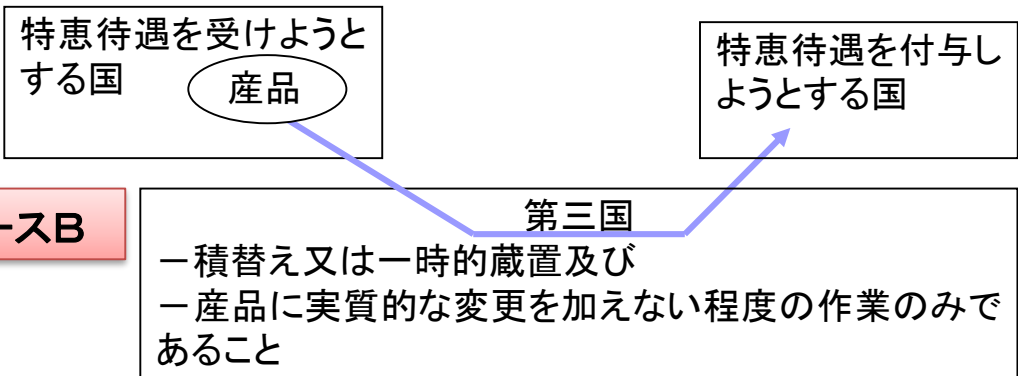 特恵待遇を受けようと
する国
産品
特恵待遇を付与し
ようとする国
ースB
第三国
－積替え又は一時的蔵置及び
－産品に実質的な変更を加えない程度の作業のみで
あること